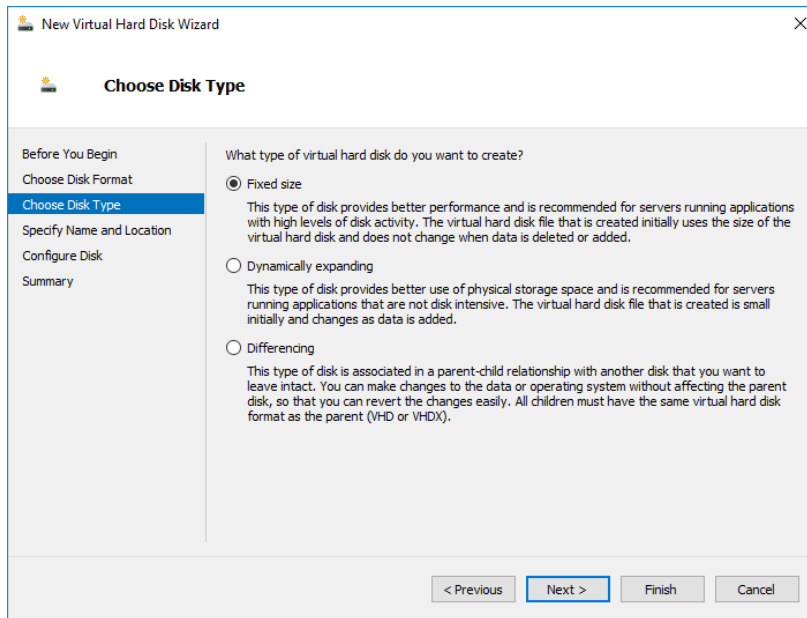 New Virtual Hard Disk Wizard
Choose Disk Type
Before You Begin
Choose Disk Format
Choose Disk Type
Specify Name and Location
Configure Disk
Summary
What type of virtual hard disk do you want to create?
Fixed size
This type of disk provides better performance and is recommended for servers running applications
with high levels of disk activity. The virtual hard disk file that is created initially uses the size of the
virtual hard disk and does not change when data is deleted or added.
Dynamically expanding
This type of disk provides better use of physical storage space and is recommended for servers
running applications that are not disk intensive. The virtual hard disk file that is created is small
initially and changes as data is added.
Differencing
This type of disk is associated in a parent-child relationship with another disk that you want to
leave intact. You can make changes to the data or operating system without affecting the parent
disk, so that you can revert the changes easily. All children must have the same virtual hard disk
format as the parent (VHD or VHDX).
< Previous
Next >
Finish
Cancel